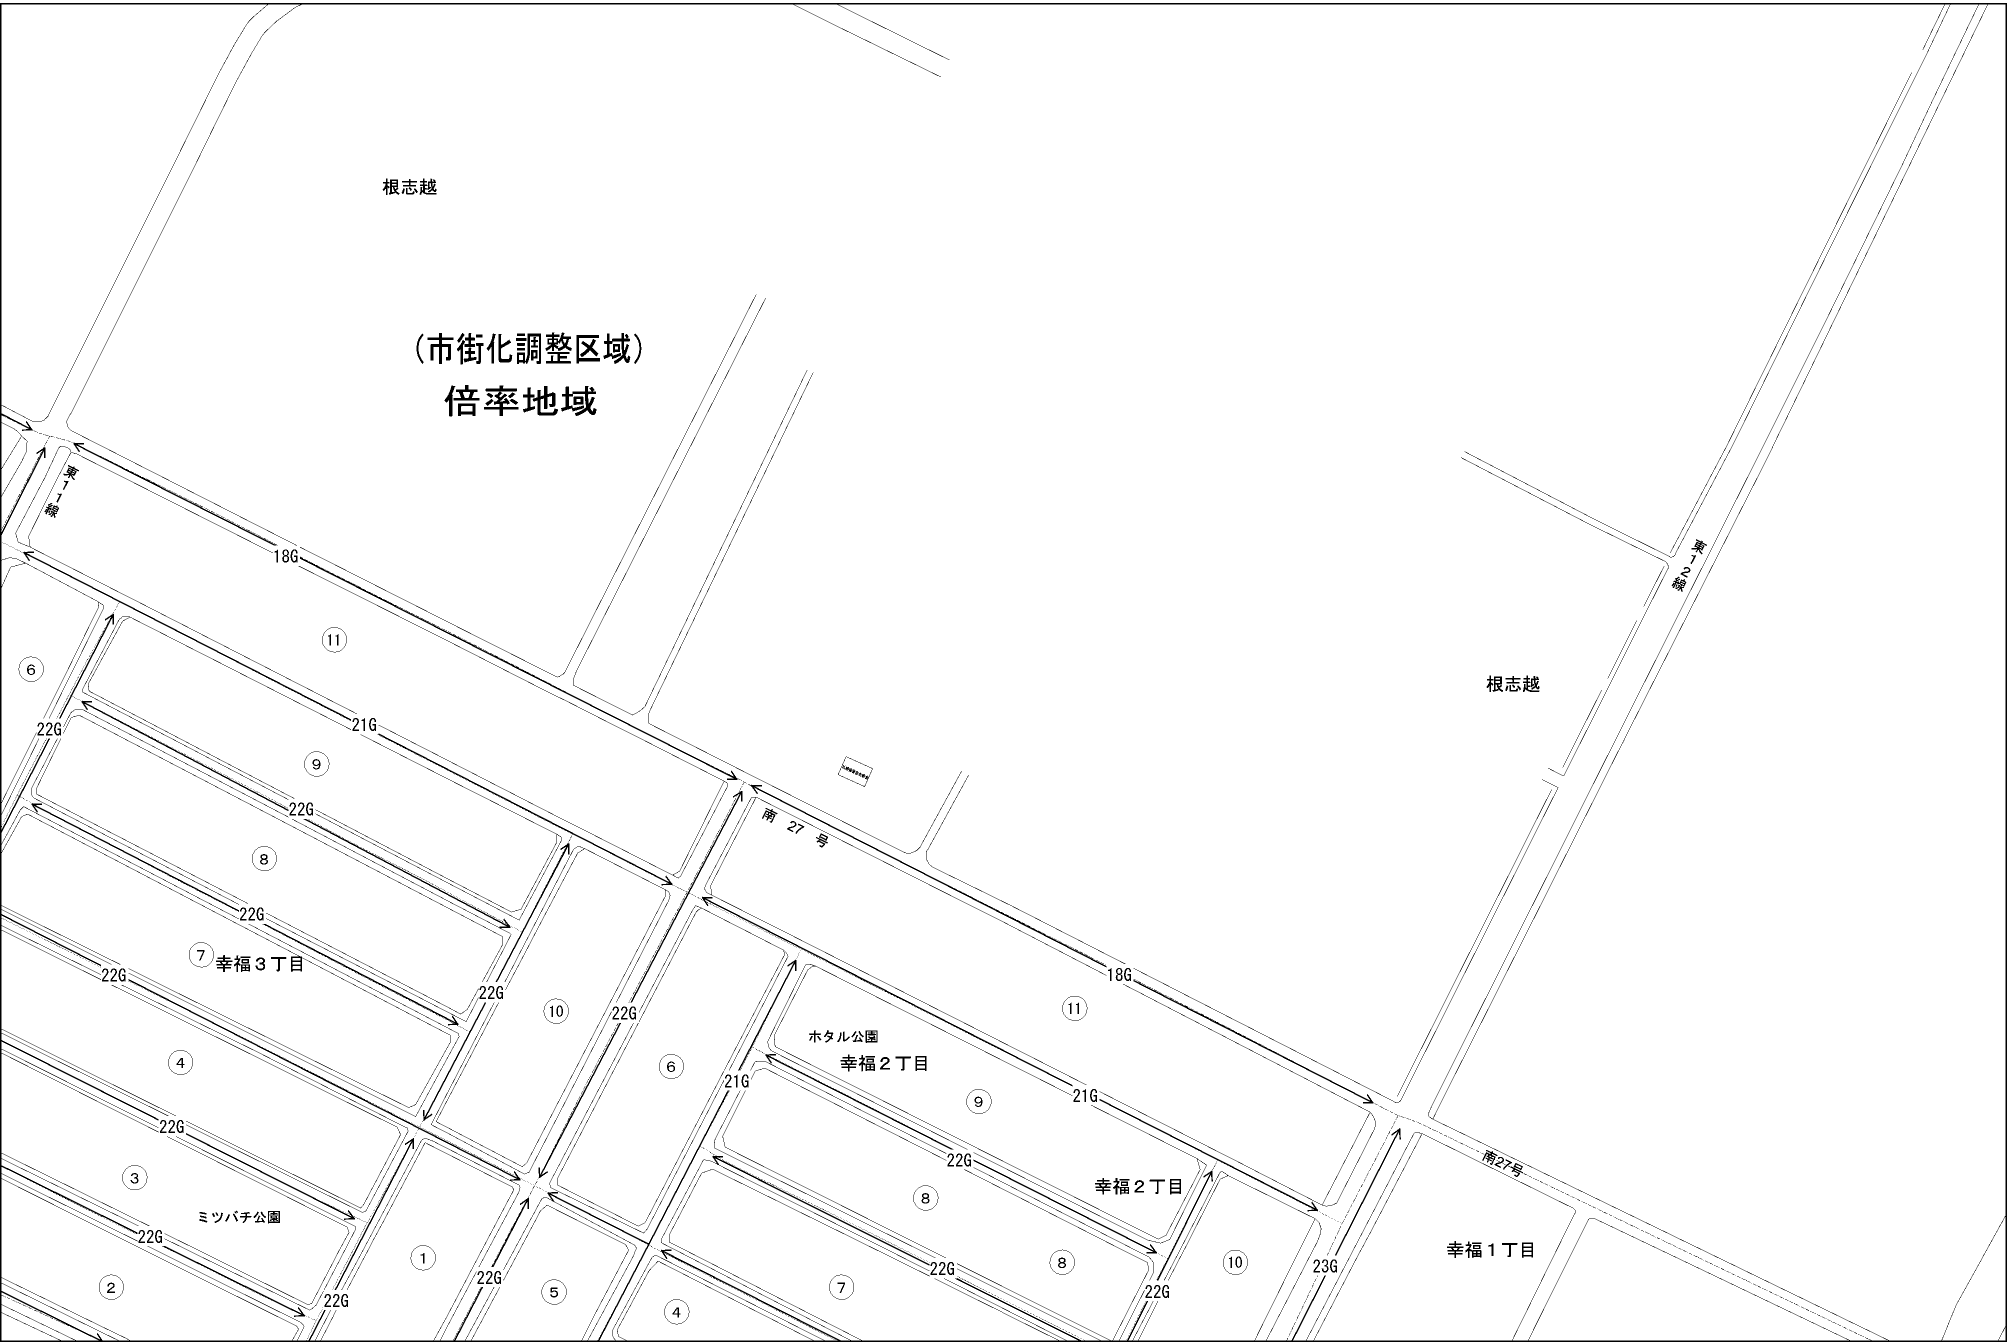 根志越
（市街化調整区域）
倍率地域
東11線
18G
⑪
⑥
22G
21G
⑨
22G
⑧
22G
⑦
幸福３丁目
22G
22G
⑩
22G
④
22G
③
ミツバチ公園
22G
②
22G
①
22G
⑤
南 27 号
18G
⑪
⑥
ホタル公園
幸福２丁目
21G
21G
⑨
22G
幸福２丁目
⑧
⑧
22G
⑦
④
22G
⑩
23G
東12線
根志越
南27号
幸福１丁目